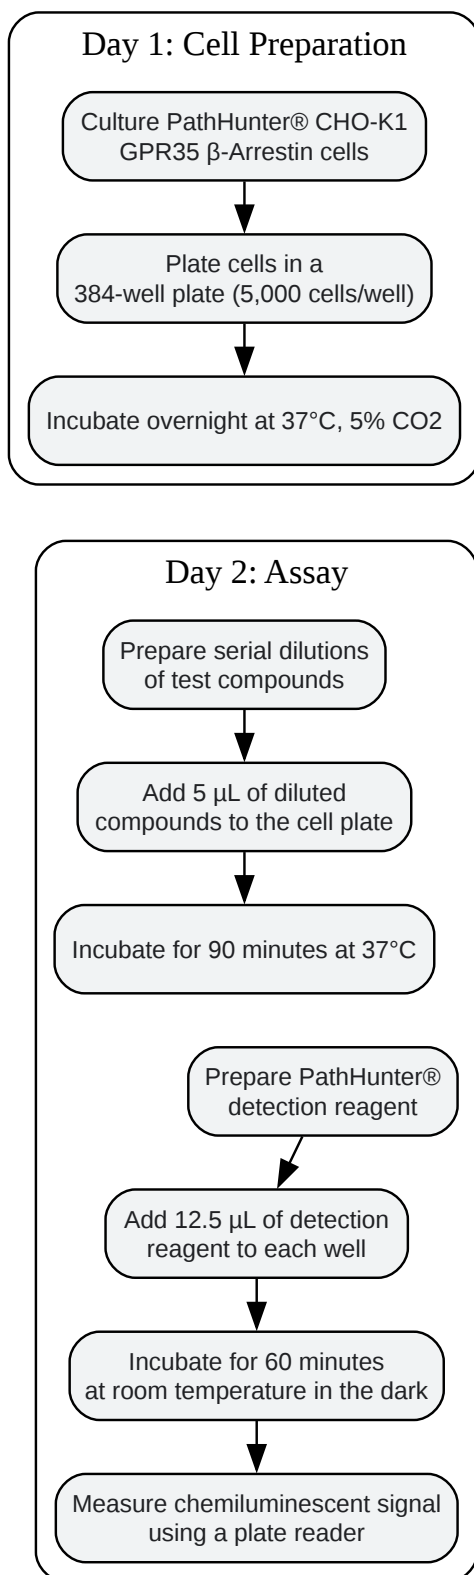 Day 1: Cell Preparation
Culture PathHunter® CHO-K1
GPR35 β-Arrestin cells
Plate cells in a
384-well plate (5,000 cells/well)
Incubate overnight at 37°C, 5% CO2
Day 2: Assay
Prepare serial dilutions
of test compounds
Add 5 µL of diluted
compounds to the cell plate
Incubate for 90 minutes at 37°C
Prepare PathHunter®
detection reagent
Add 12.5 µL of detection
reagent to each well
Incubate for 60 minutes
at room temperature in the dark
Measure chemiluminescent signal
using a plate reader